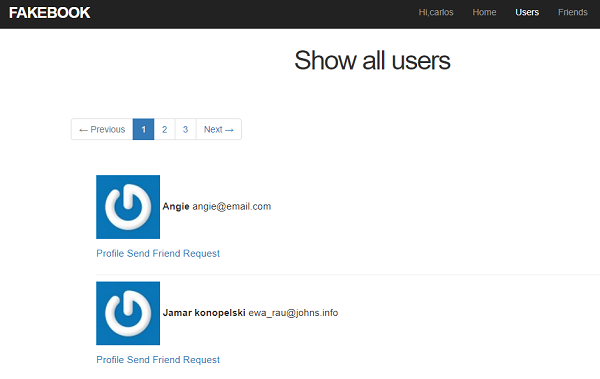 FAKEBOOK Hi,carlos Home Users Friends
Show all users
← Previous 1 2 3 Next →
Angie angie@email.com
Profile Send Friend Request
Jamar konopelski ewa_rau@johns.info
Profile Send Friend Request